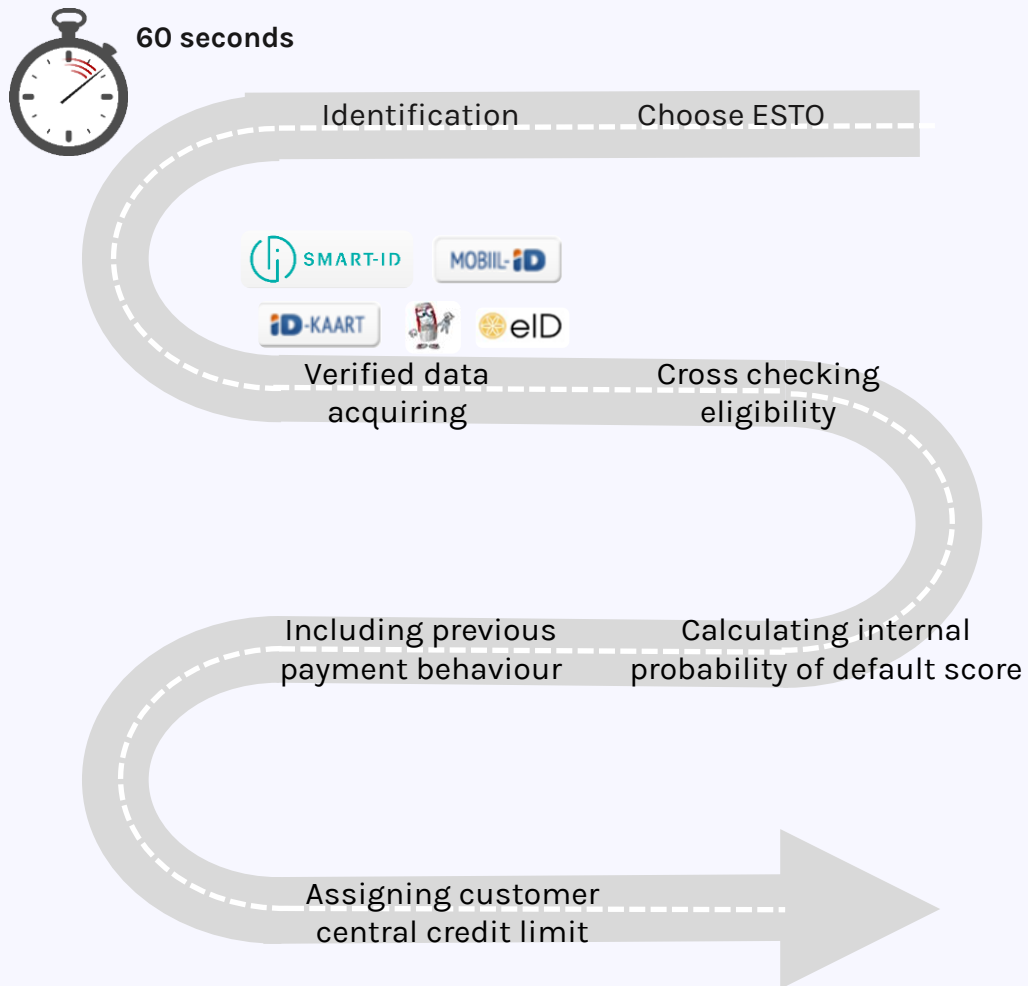 60 seconds
Identification
Choose ESTO
SMART-ID
MOBIIL-iD
iD-KAART
eID
Verified data
acquiring
Cross checking
eligibility
Including previous
payment behaviour
Calculating internal
probability of default score
Assigning customer
central credit limit